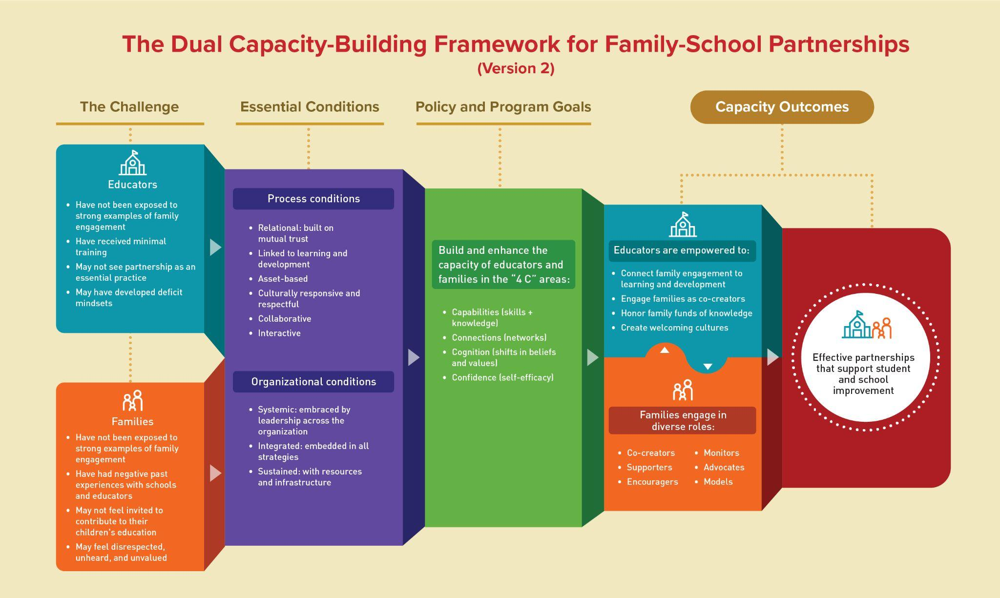 The Dual Capacity-Building Framework for Family-School Partnerships
(Version 2)
The Challenge
Educators
• Have not been exposed to
strong examples of family
engagement
• Have received minimal
training
• May not see partnership as an
essential practice
• May have developed deficit
mindsets
Families
• Have not been exposed to
strong examples of family
engagement
• Have had negative past
experiences with schools
and educators
• May not feel invited to
contribute to their
children's education
• May feel disrespected,
unheard, and unvalued
Essential Conditions
Process conditions
• Relational: built on
mutual trust
• Linked to learning and
development
• Asset-based
• Culturally responsive and
respectful
• Collaborative
• Interactive
Organizational conditions
• Systemic: embraced by
leadership across the
organization
• Integrated: embedded in all
strategies
• Sustained: with resources
and infrastructure
Policy and Program Goals
Build and enhance the
capacity of educators and
families in the “4 C” areas:
• Capabilities (skills +
knowledge)
• Connections (networks)
• Cognition (shifts in beliefs
and values)
• Confidence (self-efficacy)
Capacity Outcomes
Educators are empowered to:
• Connect family engagement to
learning and development
• Engage families as co-creators
• Honor family funds of knowledge
• Create welcoming cultures
Families engage in
diverse roles:
• Co-creators
• Supporters
• Encouragers
• Monitors
• Advocates
• Models
Effective partnerships
that support student
and school
improvement